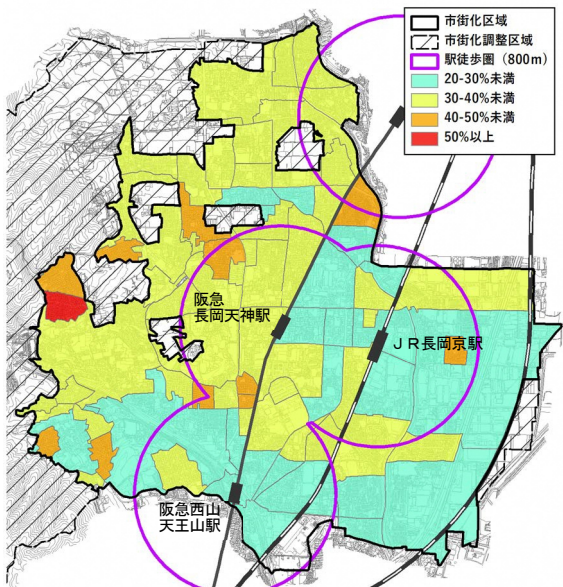 市街化区域
市街化調整区域
駅徒歩圏（800m）
20-30%未満
30-40%未満
40-50%未満
50%以上
阪急
長岡天神駅
ＪＲ長岡京駅
阪急西山
天王山駅